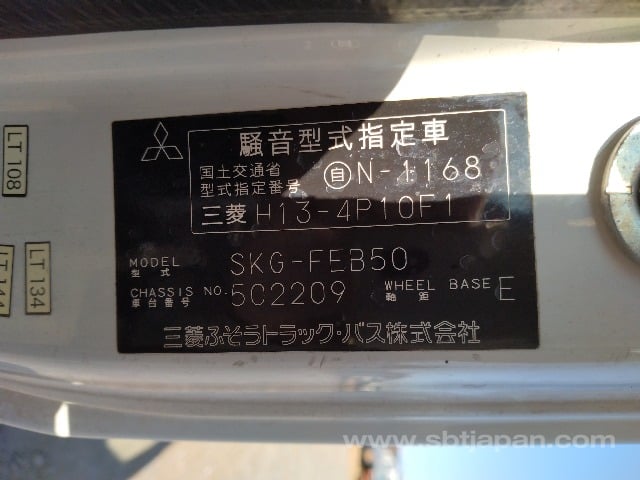 騒音型式指定車
国土交通省
型式指定番号
自 N-1168
三菱 H13-4P10F1
MODEL
型式
SKG-FEB50
CHASSIS NO.
車台番号
502209
WHEEL BASE
軸距
E
三菱ふそうトラック・バス株式会社
LT 108
LT 134
www.sbtjapan.com